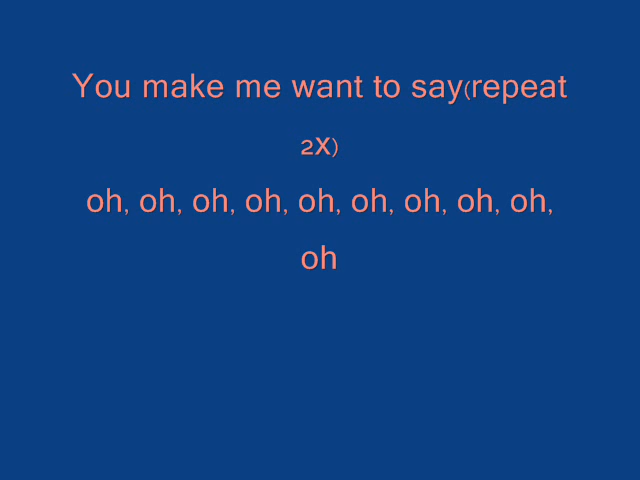 You make me want to say(repeat
2x)
oh, oh, oh, oh, oh, oh, oh, oh, oh,
oh